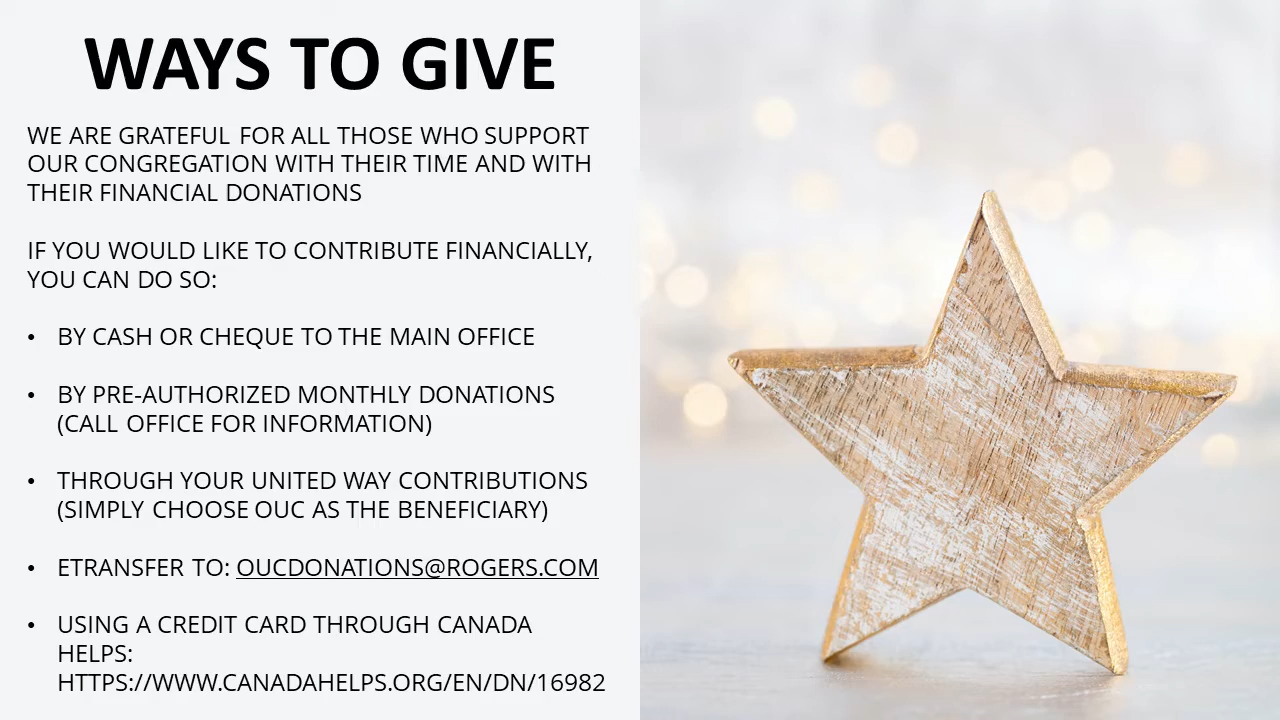 WAYS TO GIVE
WE ARE GRATEFUL FOR ALL THOSE WHO SUPPORT
OUR CONGREGATION WITH THEIR TIME AND WITH
THEIR FINANCIAL DONATIONS
IF YOU WOULD LIKE TO CONTRIBUTE FINANCIALLY,
YOU CAN DO SO:
• BY CASH OR CHEQUE TO THE MAIN OFFICE
• BY PRE-AUTHORIZED MONTHLY DONATIONS
(CALL OFFICE FOR INFORMATION)
• THROUGH YOUR UNITED WAY CONTRIBUTIONS
(SIMPLY CHOOSE OUC AS THE BENEFICIARY)
• ETRANSFER TO: OUCDONATIONS@ROGERS.COM
• USING A CREDIT CARD THROUGH CANADA
HELPS:
HTTPS://WWW.CANADAHELPS.ORG/EN/DN/16982